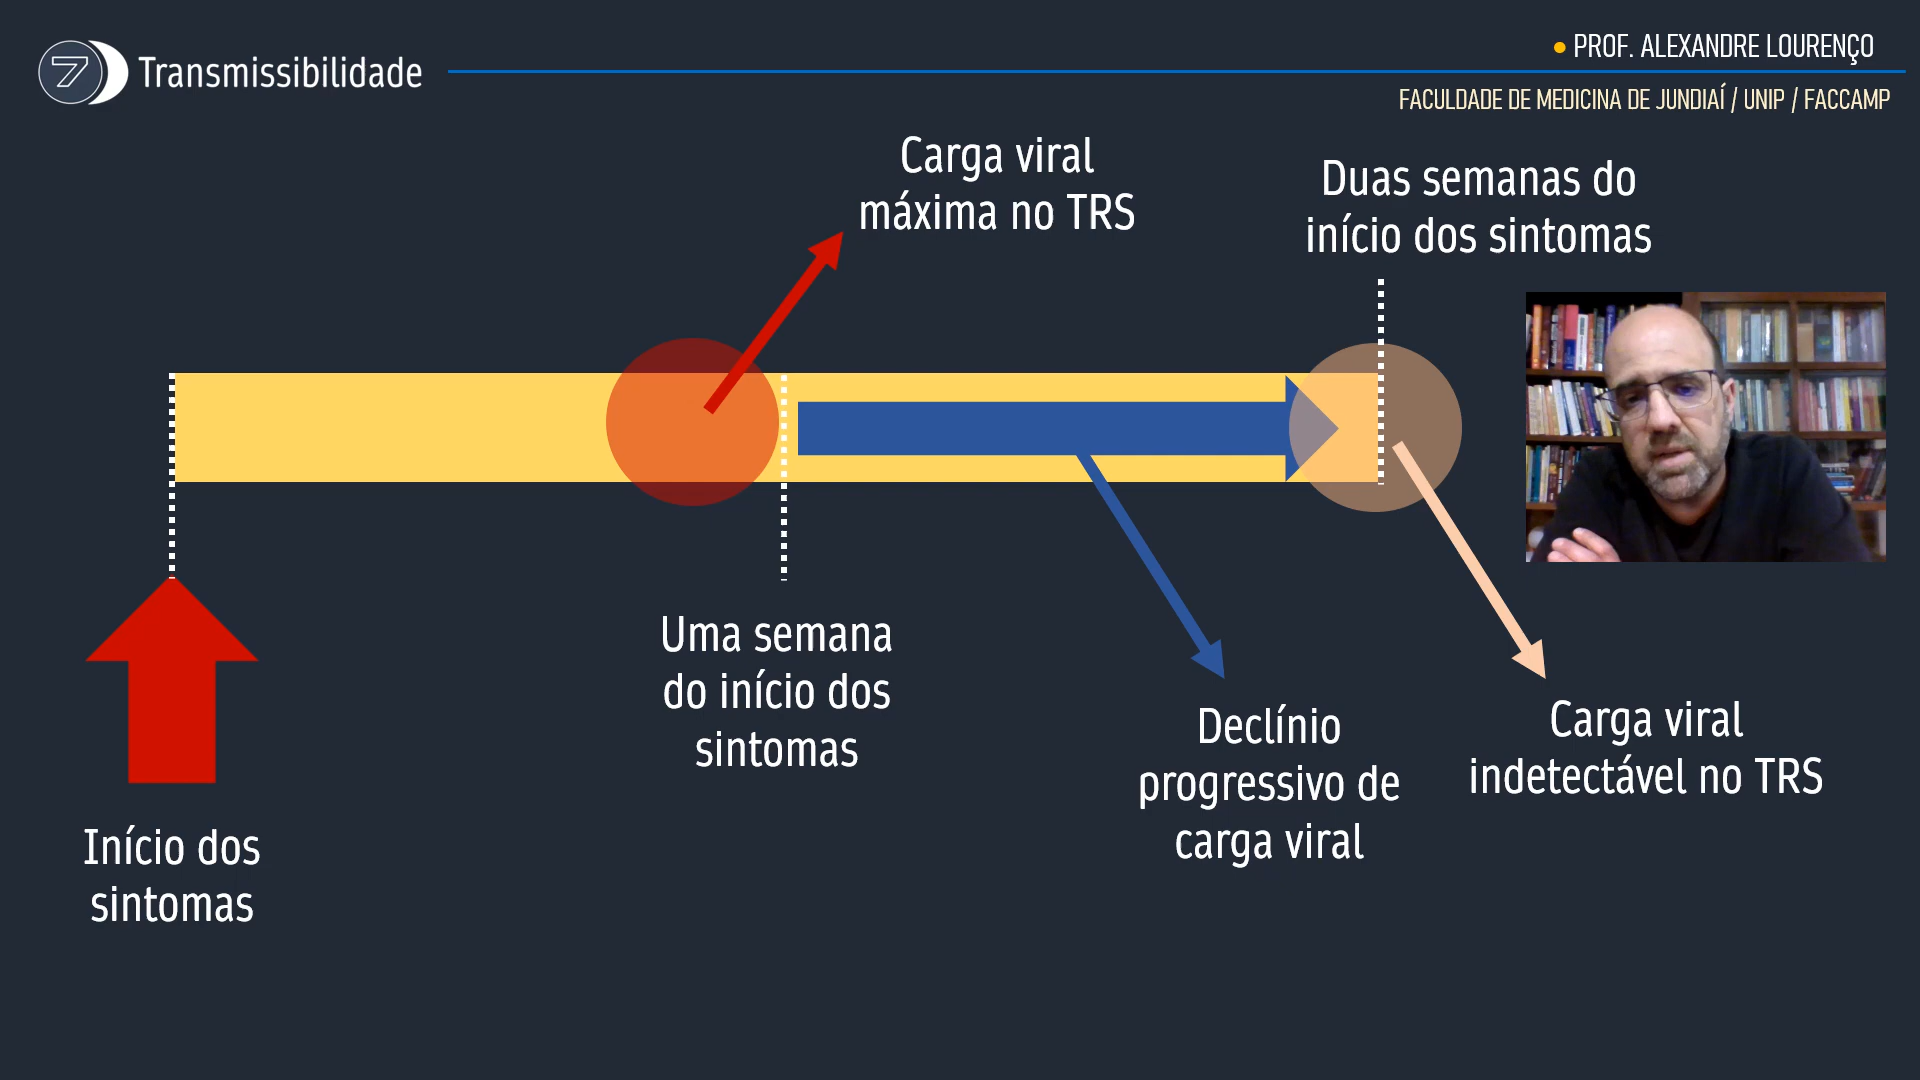 7
Transmissibilidade
PROF. ALEXANDRE LOURENÇO
FACULDADE DE MEDICINA DE JUNDIAÍ / UNIP / FACCAMP
Carga viral
máxima no TRS
Duas semanas do
início dos sintomas
Uma semana
do início dos
sintomas
Declínio
progressivo de
carga viral
Carga viral
indetectável no TRS
Início dos
sintomas